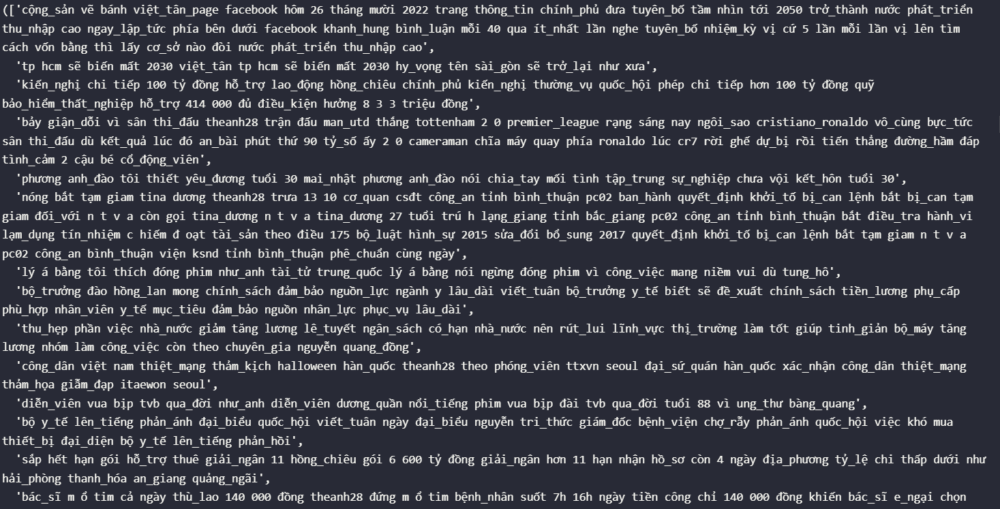 (['cộng_sản vẽ bánh việt_tân_page facebook hôm 26 tháng mười 2022 trang thông_tin chính_phủ đưa tuyên_bố tầm nhìn tới 2050 trở_thành nước phát_triển
thu_nhập cao ngay_lập_tức phía bên dưới facebook khanh_hung bình_luận mỗi 40 qua ít_nhất lần nghe tuyên_bố nhiệm_kỳ vị cứ 5 lần mỗi lần vị lên tìm
cách vốn bằng thì lấy cơ_sở nào đòi nước phát_triển thu_nhập cao',
'tp hcm sẽ biến mất 2030 việt_tân tp hcm sẽ biến mất 2030 hy_vọng tên sài_gòn sẽ trở_lại như xưa',
'kiến_nghị chi tiếp 100 tỷ đồng hỗ_trợ lao_động hồng_chiêu chính_phủ kiến_nghị thường_vụ quốc_hội phép chi tiếp hơn 100 tỷ đồng quỹ
bảo_hiểm_thất_nghiệp hỗ_trợ 414 000 đủ điều_kiện hưởng 8 3 3 triệu đồng',
'bảy giận_dỗi vì sân thi_đấu theanh28 trận đấu man_utd thắng tottenham 2 0 premier_league rạng sáng nay ngôi_sao cristiano_ronaldo vô_cùng bực_tức
sân thi_đấu dù kết_quả lúc đó an_bài phút thứ 90 tỷ_số ấy 2 0 cameraman chĩa máy quay phía ronaldo lúc cr7 rời ghế dự_bị rồi tiến thẳng đường_hầm đáp
tình_cảm 2 cậu bé cổ_động_viên',
'phương anh_đào tôi thiết yêu_đương tuổi 30 mai_nhật phương anh_đào nói chia_tay mối tình tập_trung sự_nghiệp chưa vội kết_hôn tuổi 30',
'nóng bắt tạm giam tina dương theanh28 trưa 13 10 cơ_quan csđt công_an tỉnh bình_thuận pc02 ban_hành quyết_định khởi_tố bị_can lệnh bắt bị_can tạm
giam đối_với n t v a còn gọi tina_dương n t v a tina_dương 27 tuổi trú h lạng_giang tỉnh bắc_giang pc02 công_an tỉnh bình_thuận bắt điều_tra hành_vi
lạm_dụng tín_nhiệm c hiếm đ oạt tài_sản theo điều 175 bộ_luật hình_sự 2015 sửa_đổi bổ_sung 2017 quyết_định khởi_tố bị_can lệnh bắt tạm giam n t v a
pc02 công_an bình_thuận viện ksnd tỉnh bình_thuận phê_chuẩn cùng ngày',
'lý á bằng tôi thích đóng phim như_anh tài_tử trung_quốc lý á bằng nói ngừng đóng phim vì công_việc mang niềm vui dù tung_hô',
'bộ_trưởng đào hồng_lan mong chính_sách đảm_bảo nguồn_lực ngành y lâu_dài viết_tuân bộ_trưởng y_tế biết sẽ đề_xuất chính_sách tiền_lương phụ_cấp
phù_hợp nhân_viên y_tế mục_tiêu đảm_bảo nguồn nhân_lực phục_vụ lâu_dài',
'thu_hẹp phần việc nhà_nước giảm tăng lương lê_tuyết ngân_sách có_hạn nhà_nước nên rút_lui lĩnh_vực thị_trường làm tốt giúp tinh_giản bộ_máy tăng
lương nhóm làm công_việc còn theo chuyên_gia nguyễn quang_đồng',
'công_dân việt nam thiệt_mạng thảm_kịch halloween hàn_quốc theanh28 theo phóng_viên ttxvn seoul đại_sứ_quán hàn_quốc xác_nhận công_dân thiệt_mạng
thảm_họa giẫm_đạp itaewon seoul',
'diễn_viên vua bịp tvb qua_đời như_anh diễn_viên dương_quần nổi_tiếng phim vua bịp đài tvb qua_đời tuổi 88 vì ung_thư bàng_quang',
'bộ y_tế lên_tiếng phản_ánh đại_biểu quốc_hội viết_tuân ngày đại_biểu nguyễn tri_thức giám_đốc bệnh_viện chợ_rẫy phản_ánh quốc_hội việc khó mua
thiết_bị đại_diện bộ y_tế lên_tiếng phản_hồi',
'sắp hết hạn gói hỗ_trợ thuê giải_ngân 11 hồng_chiêu gói 6 600 tỷ đồng giải_ngân hơn 11 hạn nhận hồ_sơ còn 4 ngày địa_phương tỷ_lệ chi thấp dưới như
hải_phòng thanh_hóa an_giang quảng_ngãi',
'bác_sĩ m ổ tim cả ngày thù_lao 140 000 đồng theanh28 đứng m ổ tim bệnh_nhân suốt 7h 16h ngày tiền công chỉ 140 000 đồng khiến bác_sĩ e_ngại chọn